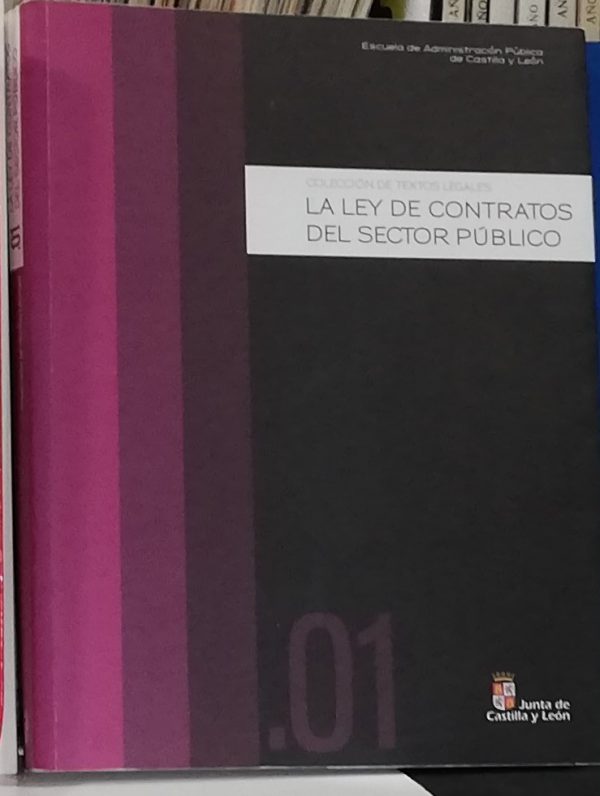 Escuela de Administración Pública
de Castilla y León
COLECCIÓN DE TEXTOS LEGALES
LA LEY DE CONTRATOS
DEL SECTOR PÚBLICO
.01
Junta de
Castilla y León